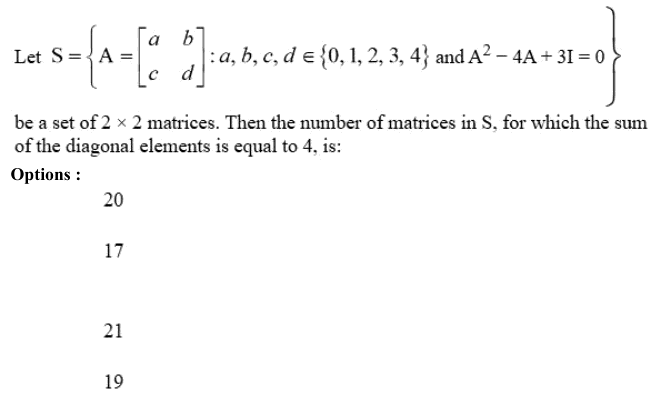 Let S = { A = [ a b
c d ] : a, b, c, d ∈ {0, 1, 2, 3, 4} and A² – 4A + 3I = 0 }
be a set of 2 × 2 matrices. Then the number of matrices in S, for which the sum
of the diagonal elements is equal to 4, is:
Options :
20
17
21
19